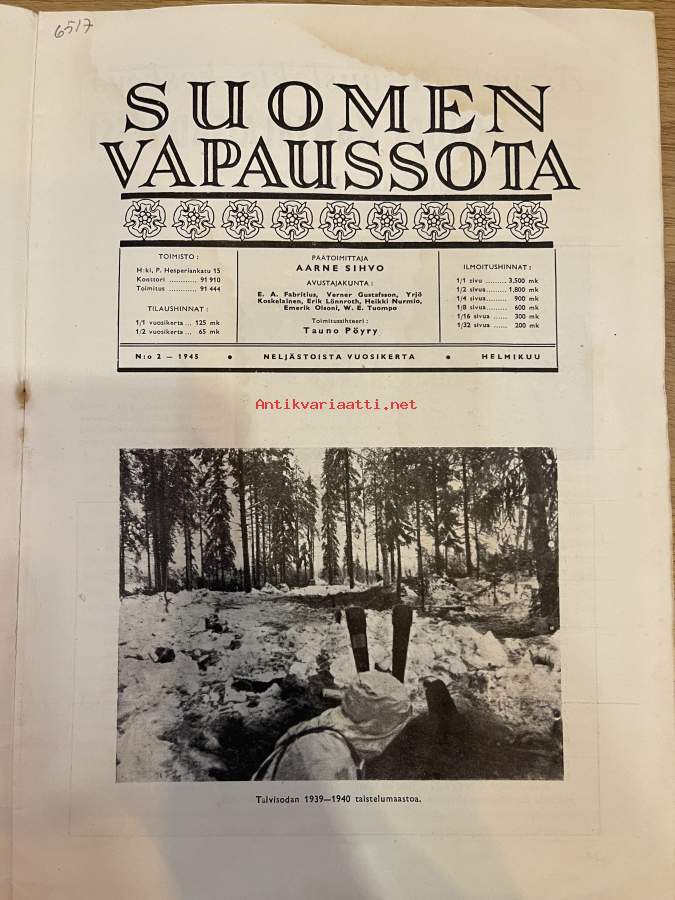 6517
SUOMEN
VAPAUSSOTA
TOIMISTO:
H:ki, P. Hesperiankatu 15
Konttori ............ 91 910
Toimitus ............ 91 444
TILAUSHINNAT:
1/1 vuosikerta ... 125 mk
1/2 vuosikerta ... 65 mk
PÄÄTOIMITTAJA
AARNE SIHVO
AVUSTAJAKUNTA:
E. A. Fabritius, Verner Gustafsson, Yrjö
Koskelainen, Erik Lönnroth, Heikki Nurmio,
Emerik Olsoni, W. E. Tuompo
Toimitussihteeri:
Tauno Pöyry
ILMOITUSHINNAT:
1/1 sivu ........ 3,500 mk
1/2 sivua ........ 1,800 mk
1/4 sivua ........ 900 mk
1/8 sivua ........ 600 mk
1/16 sivua ...... 300 mk
1/32 sivua ...... 200 mk
N:o 2 — 1945 • NELJÄSTOISTA VUOSIKERTA • HELMIKUU
Antikvariaatti.net
Talvisodan 1939—1940 taistelumaastoa.